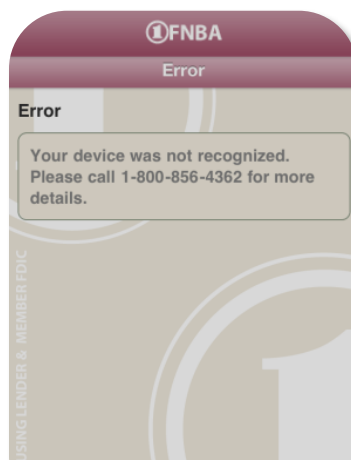 FNBA
Error
Error
Your device was not recognized.
Please call 1-800-856-4362 for more
details.
USING LENDER & MEMBER FDIC